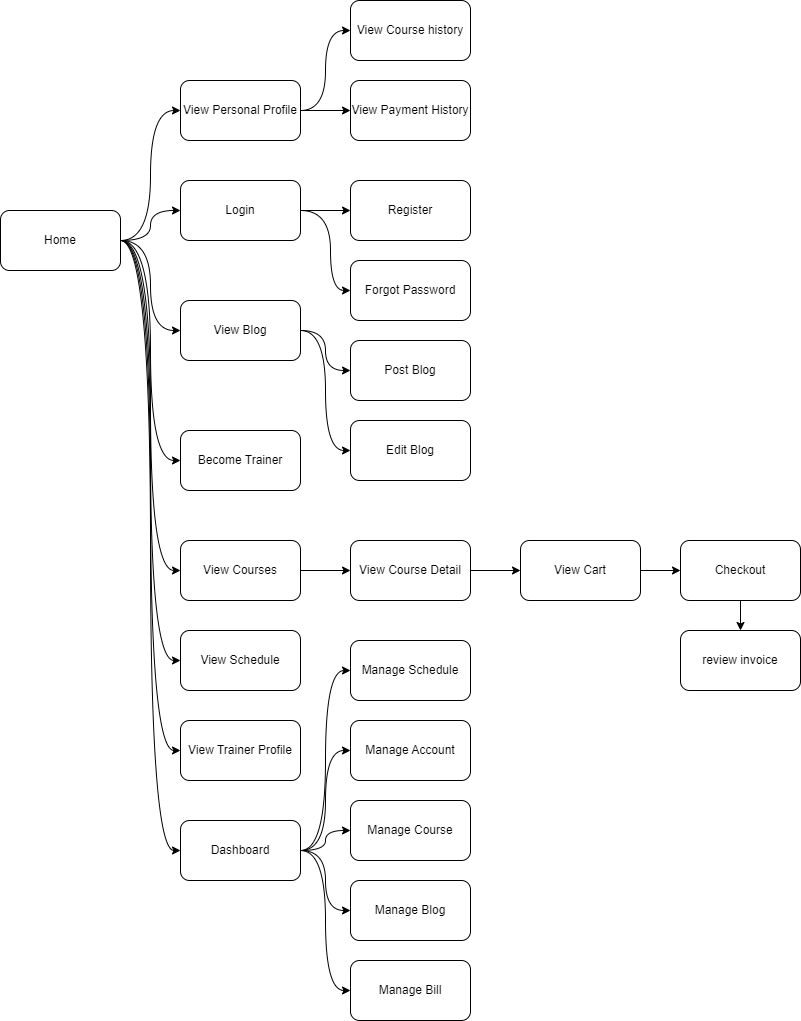 View Course history
View Personal Profile
View Payment History
Login
Register
Home
Forgot Password
View Blog
Post Blog
Edit Blog
Become Trainer
View Courses
View Course Detail
View Cart
Checkout
View Schedule
review invoice
Manage Schedule
View Trainer Profile
Manage Account
Manage Course
Dashboard
Manage Blog
Manage Bill